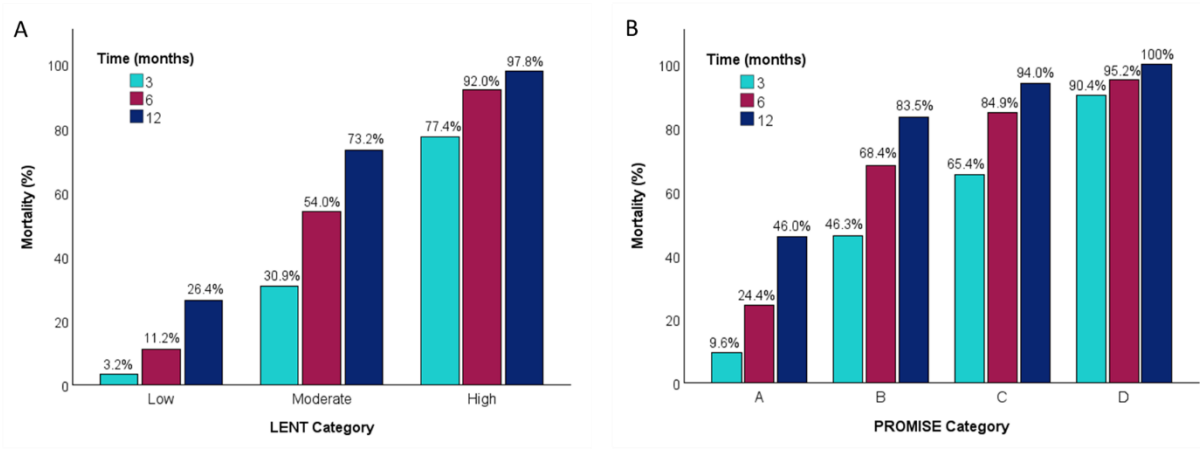 A
Time (months)
3
6
12
100
80
60
40
20
0
Mortality (%)
3.2%
11.2%
26.4%
30.9%
54.0%
73.2%
77.4%
92.0%
97.8%
Low
Moderate
High
LENT Category
B
Time (months)
3
6
12
100
80
60
40
20
0
Mortality (%)
9.6%
24.4%
46.0%
46.3%
68.4%
83.5%
65.4%
84.9%
94.0%
90.4%
95.2%
100%
A
B
C
D
PROMISE Category